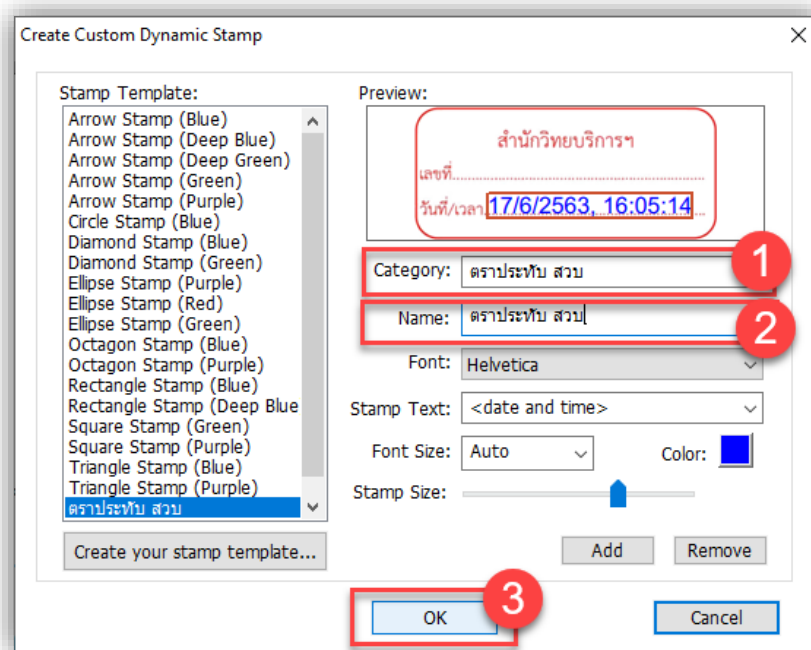 Create Custom Dynamic Stamp
Stamp Template:
Arrow Stamp (Blue)
Arrow Stamp (Deep Blue)
Arrow Stamp (Deep Green)
Arrow Stamp (Green)
Arrow Stamp (Purple)
Circle Stamp (Blue)
Diamond Stamp (Blue)
Diamond Stamp (Green)
Ellipse Stamp (Purple)
Ellipse Stamp (Red)
Ellipse Stamp (Green)
Octagon Stamp (Blue)
Octagon Stamp (Purple)
Rectangle Stamp (Blue)
Rectangle Stamp (Deep Blue
Square Stamp (Green)
Square Stamp (Purple)
Triangle Stamp (Blue)
Triangle Stamp (Purple)
ตราประทับ สวบ
Create your stamp template...
Preview:
สำนักวิทยบริการฯ
เลขที่
วันที่/เวลา 17/6/2563, 16:05:14
Category: ตราประทับ สวบ 1
Name: ตราประทับ สวบ 2
Font: Helvetica
Stamp Text: <date and time>
Font Size: Auto Color:
Stamp Size:
Add Remove
OK 3 Cancel